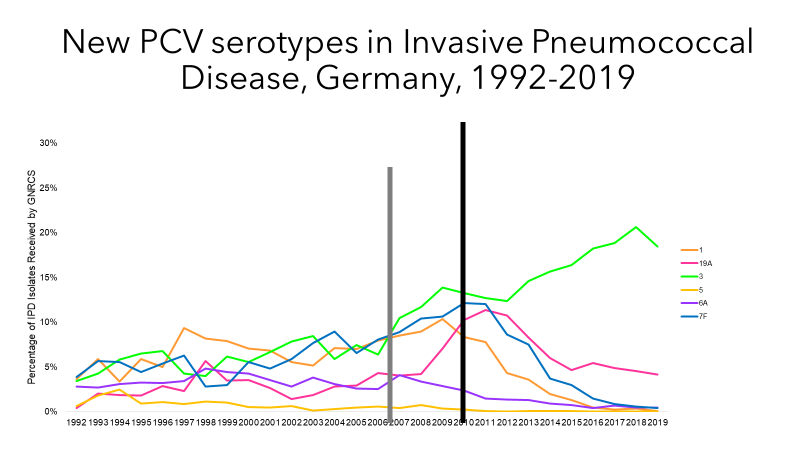 New PCV serotypes in Invasive Pneumococcal
Disease, Germany, 1992-2019
Percentage of IPD Isolates Received by GNRCS
30%
25%
20%
15%
10%
5%
0%
1992 1993 1994 1995 1996 1997 1998 1999 2000 2001 2002 2003 2004 2005 2006 2007 2008 2009 2010 2011 2012 2013 2014 2015 2016 2017 2018 2019
1
19A
3
5
6A
7F